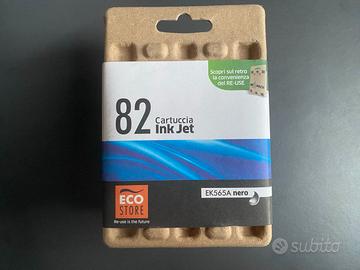 Scopri sul retro
la convenienza
del RE-USE.
82
Cartuccia
Ink Jet
EK565A nero
ECO
STORE
Re-use is the future
subito